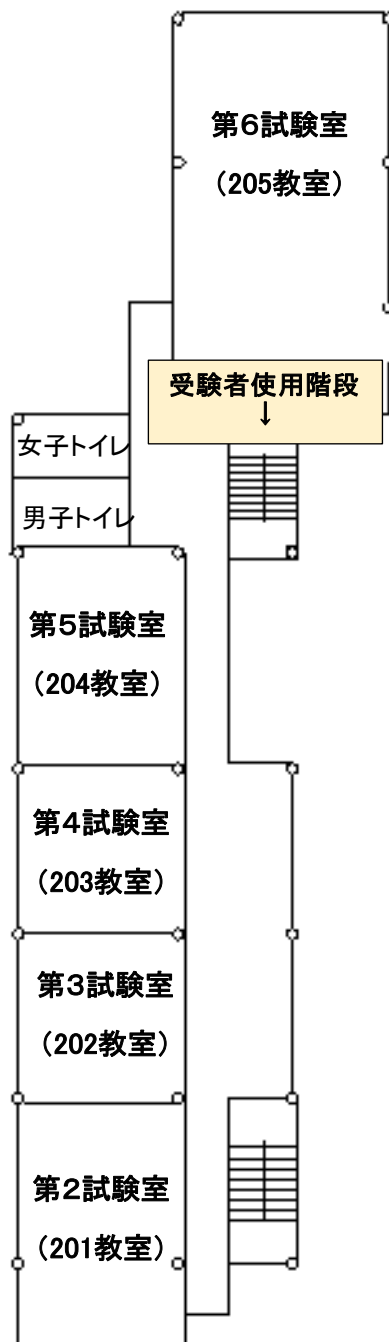 第6試験室
（205教室）
受験者使用階段
↓
女子トイレ
男子トイレ
第5試験室
（204教室）
第4試験室
（203教室）
第3試験室
（202教室）
第2試験室
（201教室）